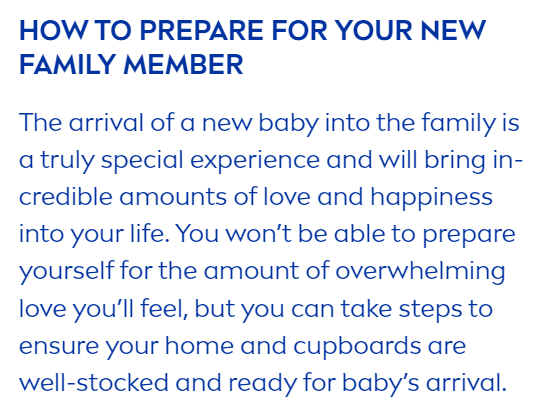 HOW TO PREPARE FOR YOUR NEW
FAMILY MEMBER
The arrival of a new baby into the family is
a truly special experience and will bring in-
credible amounts of love and happiness
into your life. You won’t be able to prepare
yourself for the amount of overwhelming
love you’ll feel, but you can take steps to
ensure your home and cupboards are
well-stocked and ready for baby’s arrival.